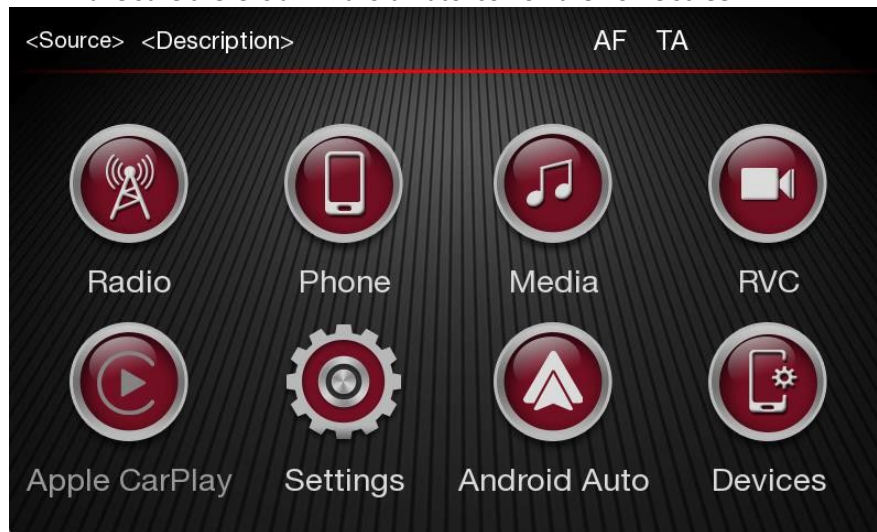 <Source> <Description> AF TA
Radio Phone Media RVC
Apple CarPlay Settings Android Auto Devices